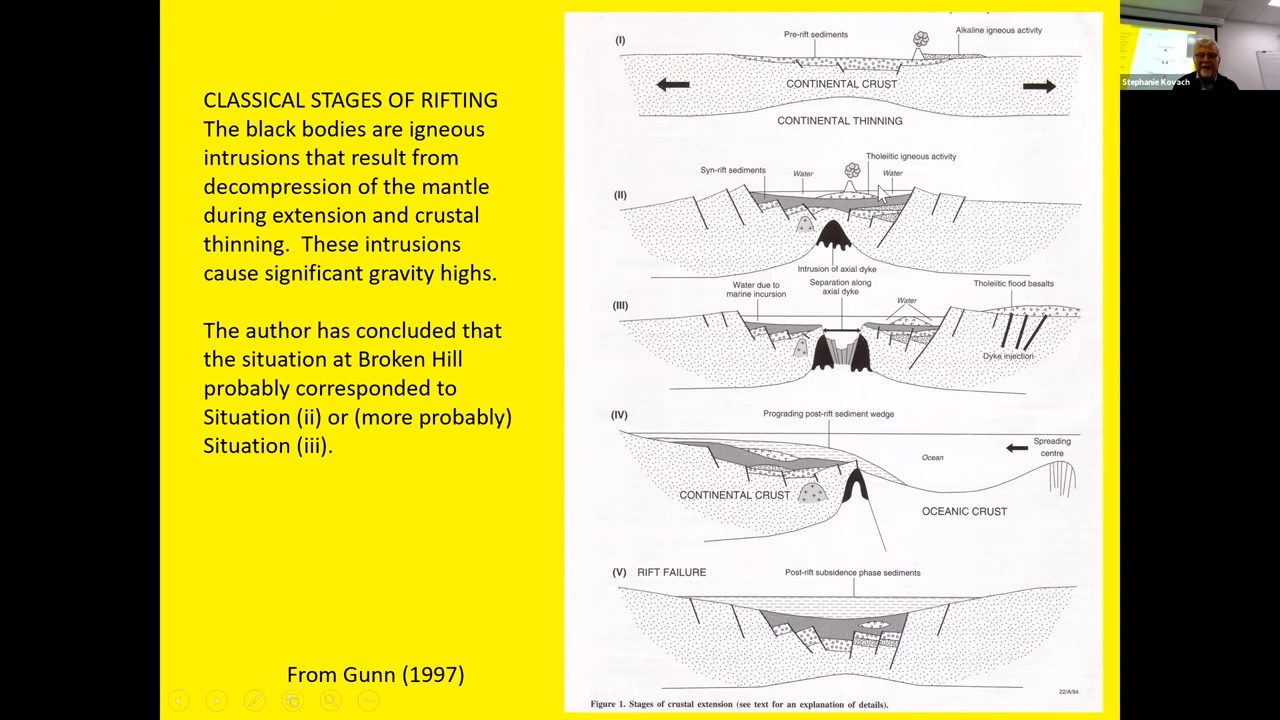 CLASSICAL STAGES OF RIFTING
The black bodies are igneous
intrusions that result from
decompression of the mantle
during extension and crustal
thinning. These intrusions
cause significant gravity highs.
The author has concluded that
the situation at Broken Hill
probably corresponded to
Situation (ii) or (more probably)
Situation (iii).
From Gunn (1997)
(I)
Pre-rift sediments
Alkaline igneous activity
CONTINENTAL CRUST
CONTINENTAL THINNING
(II)
Syn-rift sediments
Water
Tholeiitic igneous activity
Water
Intrusion of axial dyke
(III)
Water due to
marine incursion
Separation along
axial dyke
Water
Tholeiitic flood basalts
Dyke injection
(IV)
Prograding post-rift sediment wedge
Ocean
Spreading
centre
CONTINENTAL CRUST
OCEANIC CRUST
(V) RIFT FAILURE
Post-rift subsidence phase sediments
22/A/94
Figure 1. Stages of crustal extension (see text for an explanation of details).
Stephanie Kovach